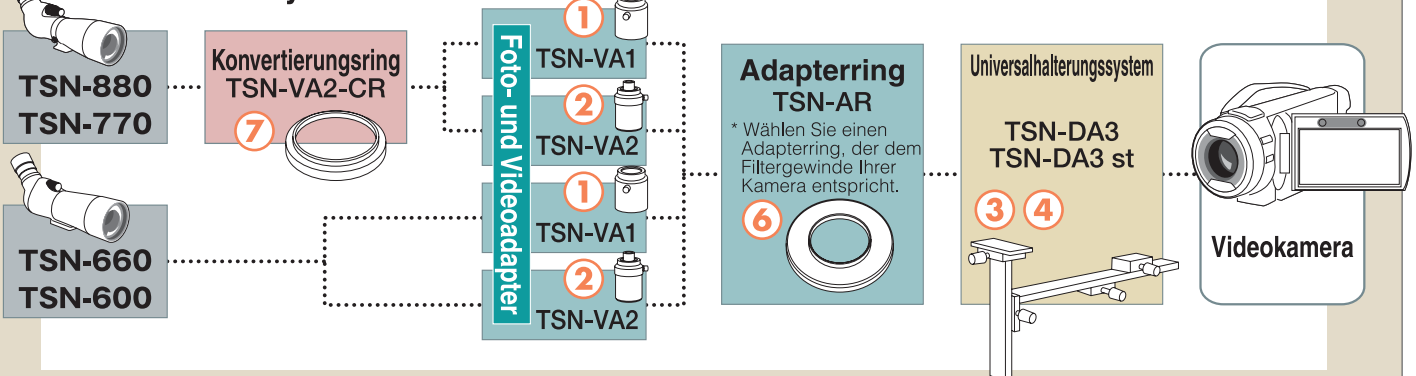 TSN-880
TSN-770
Konvertierungsring
TSN-VA2-CR
7
Foto- und Videoadapter
1
TSN-VA1
2
TSN-VA2
1
TSN-VA1
2
TSN-VA2
TSN-660
TSN-600
Adapterring
TSN-AR
* Wählen Sie einen
Adapterring, der dem
Filtergewinde Ihrer
Kamera entspricht.
6
Universalhalterungssystem
TSN-DA3
TSN-DA3 st
3 4
Videokamera